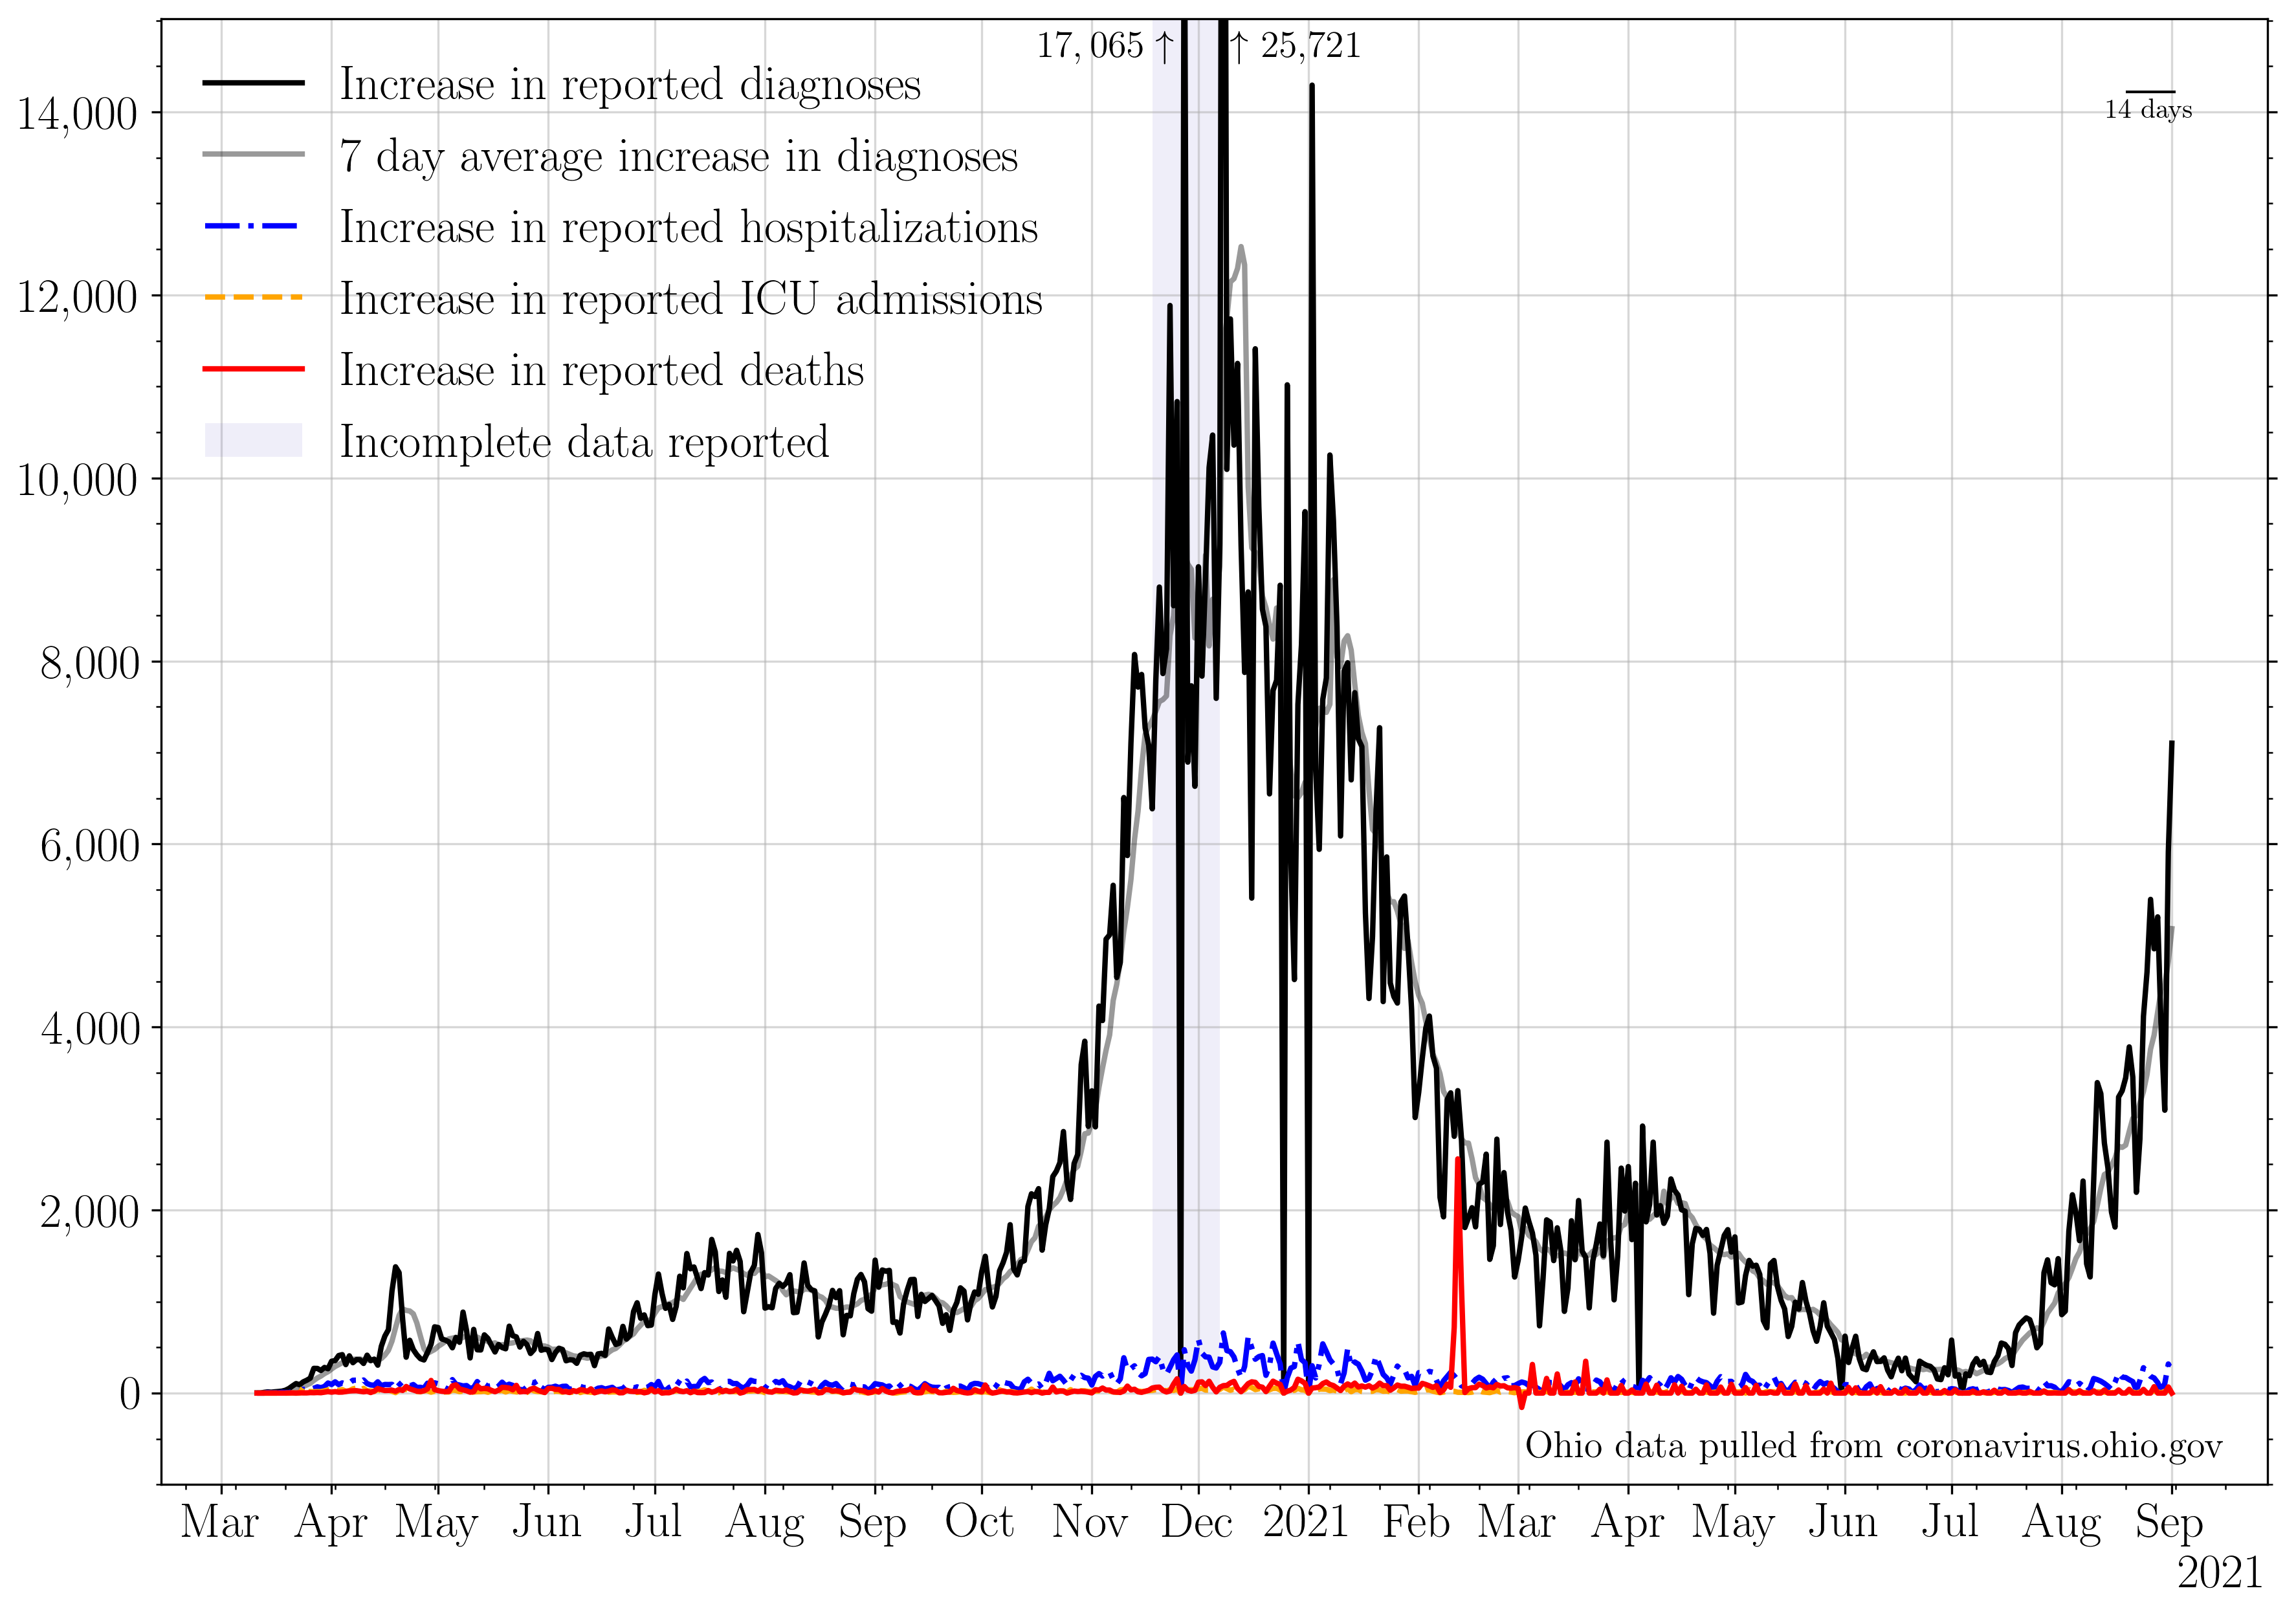 17, 065 ↑ ↑ 25,721
Increase in reported diagnoses
7 day average increase in diagnoses
Increase in reported hospitalizations
Increase in reported ICU admissions
Increase in reported deaths
Incomplete data reported
14 days
14,000
12,000
10,000
8,000
6,000
4,000
2,000
0
Ohio data pulled from coronavirus.ohio.gov
Mar Apr May Jun Jul Aug Sep Oct Nov Dec 2021 Feb Mar Apr May Jun Jul Aug Sep
2021